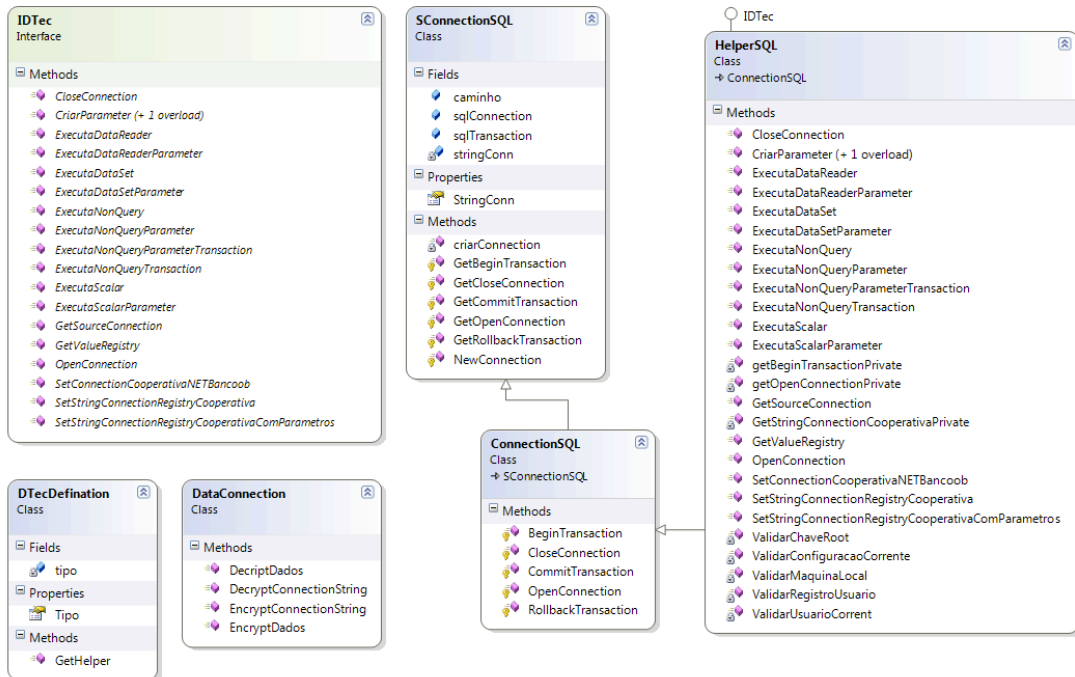 IDTec
Interface
Methods
CloseConnection
CriarParameter (+ 1 overload)
ExecutaDataReader
ExecutaDataReaderParameter
ExecutaDataSet
ExecutaDataSetParameter
ExecutaNonQuery
ExecutaNonQueryParameter
ExecutaNonQueryParameterTransaction
ExecutaNonQueryTransaction
ExecutaScalar
ExecutaScalarParameter
GetSourceConnection
GetValueRegistry
OpenConnection
SetConnectionCooperativaNETBancoob
SetStringConnectionRegistryCooperativa
SetStringConnectionRegistryCooperativaComParametros
SConnectionSQL
Class
Fields
caminho
sqlConnection
sqlTransaction
stringConn
Properties
StringConn
Methods
criarConnection
GetBeginTransaction
GetCloseConnection
GetCommitTransaction
GetOpenConnection
GetRollbackTransaction
NewConnection
IDTec
HelperSQL
Class
ConnectionSQL
Methods
CloseConnection
CriarParameter (+ 1 overload)
ExecutaDataReader
ExecutaDataReaderParameter
ExecutaDataSet
ExecutaDataSetParameter
ExecutaNonQuery
ExecutaNonQueryParameter
ExecutaNonQueryParameterTransaction
ExecutaNonQueryTransaction
ExecutaScalar
ExecutaScalarParameter
getBeginTransactionPrivate
getOpenConnectionPrivate
GetSourceConnection
GetStringConnectionCooperativaPrivate
GetValueRegistry
OpenConnection
SetConnectionCooperativaNETBancoob
SetStringConnectionRegistryCooperativa
SetStringConnectionRegistryCooperativaComParametros
ValidarChaveRoot
ValidarConfiguracaoCorrente
ValidarMaquinaLocal
ValidarRegistroUsuario
ValidarUsuarioCorrent
ConnectionSQL
Class
SConnectionSQL
Methods
BeginTransaction
CloseConnection
CommitTransaction
OpenConnection
RollbackTransaction
DTecDefination
Class
Fields
tipo
Properties
Tipo
Methods
GetHelper
DataConnection
Class
Methods
DecriptDados
DecryptConnectionString
EncryptConnectionString
EncryptDados